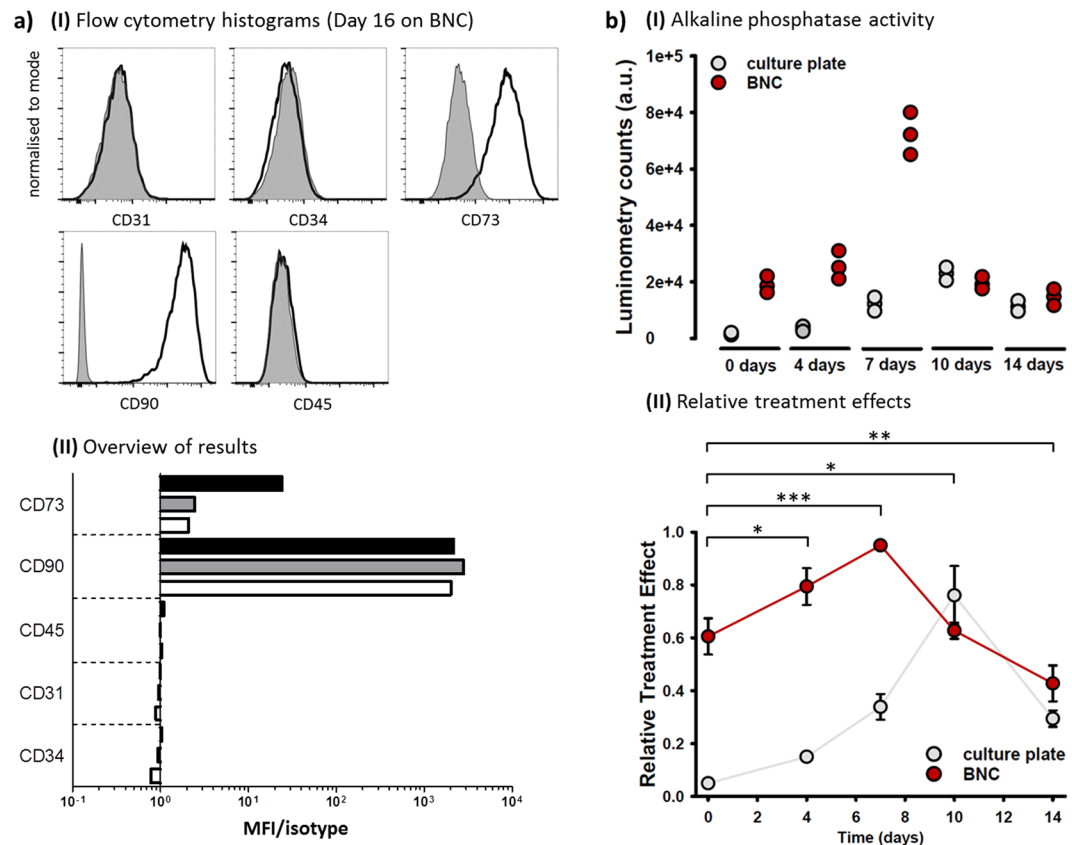 a) (I) Flow cytometry histograms (Day 16 on BNC)
normalised to mode
CD31
CD34
CD73
CD90
CD45
(II) Overview of results
CD73
CD90
CD45
CD31
CD34
10-1
100
101
102
103
104
MFI/isotype
b) (I) Alkaline phosphatase activity
Luminometry counts (a.u.)
1e+5
8e+4
6e+4
4e+4
2e+4
0
culture plate
BNC
0 days
4 days
7 days
10 days
14 days
(II) Relative treatment effects
**
*
***
*
Relative Treatment Effect
1.0
0.8
0.6
0.4
0.2
0.0
culture plate
BNC
0 2 4 6 8 10 12 14
Time (days)